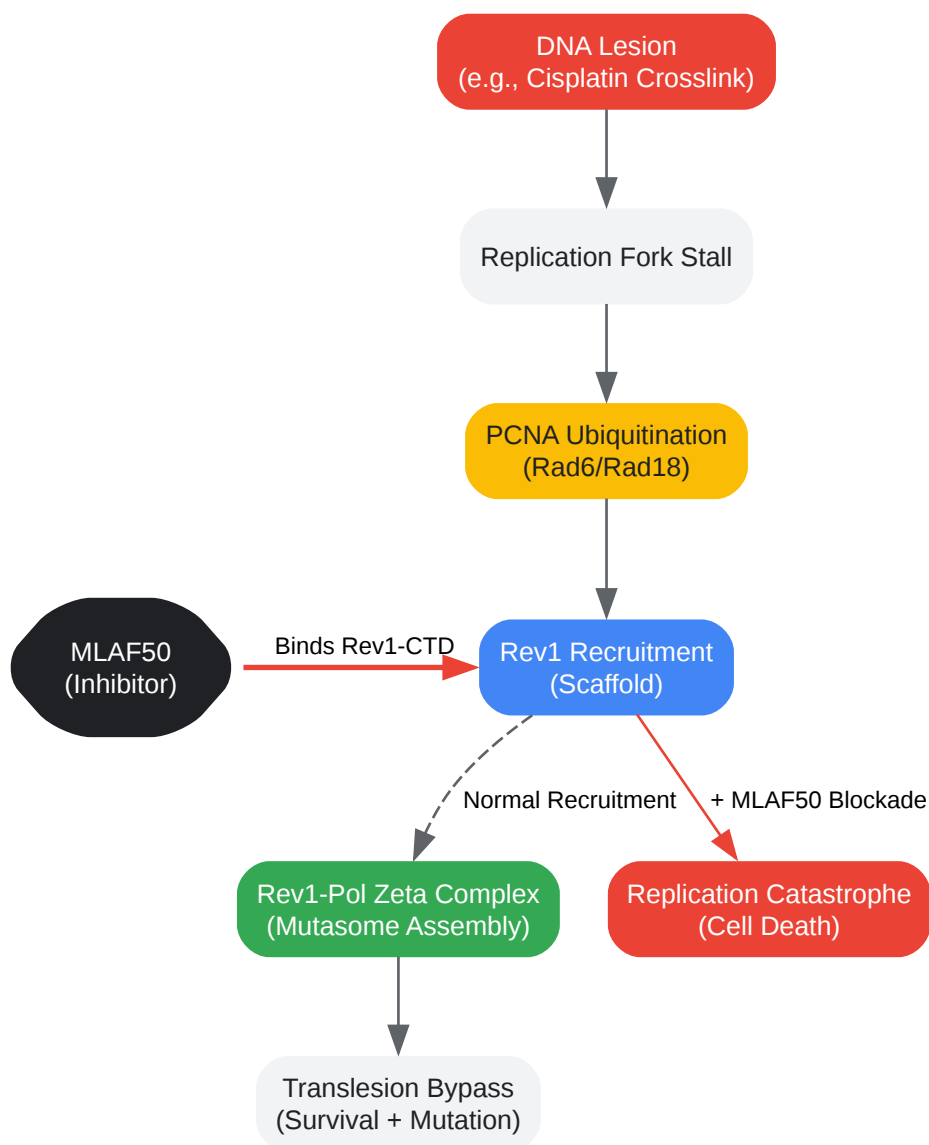 DNA Lesion
(e.g., Cisplatin Crosslink)
Replication Fork Stall
PCNA Ubiquitination
(Rad6/Rad18)
MLAF50
(Inhibitor)
Binds Rev1-CTD
Rev1 Recruitment
(Scaffold)
Normal Recruitment
+ MLAF50 Blockade
Rev1-Pol Zeta Complex
(Mutasome Assembly)
Replication Catastrophe
(Cell Death)
Translesion Bypass
(Survival + Mutation)